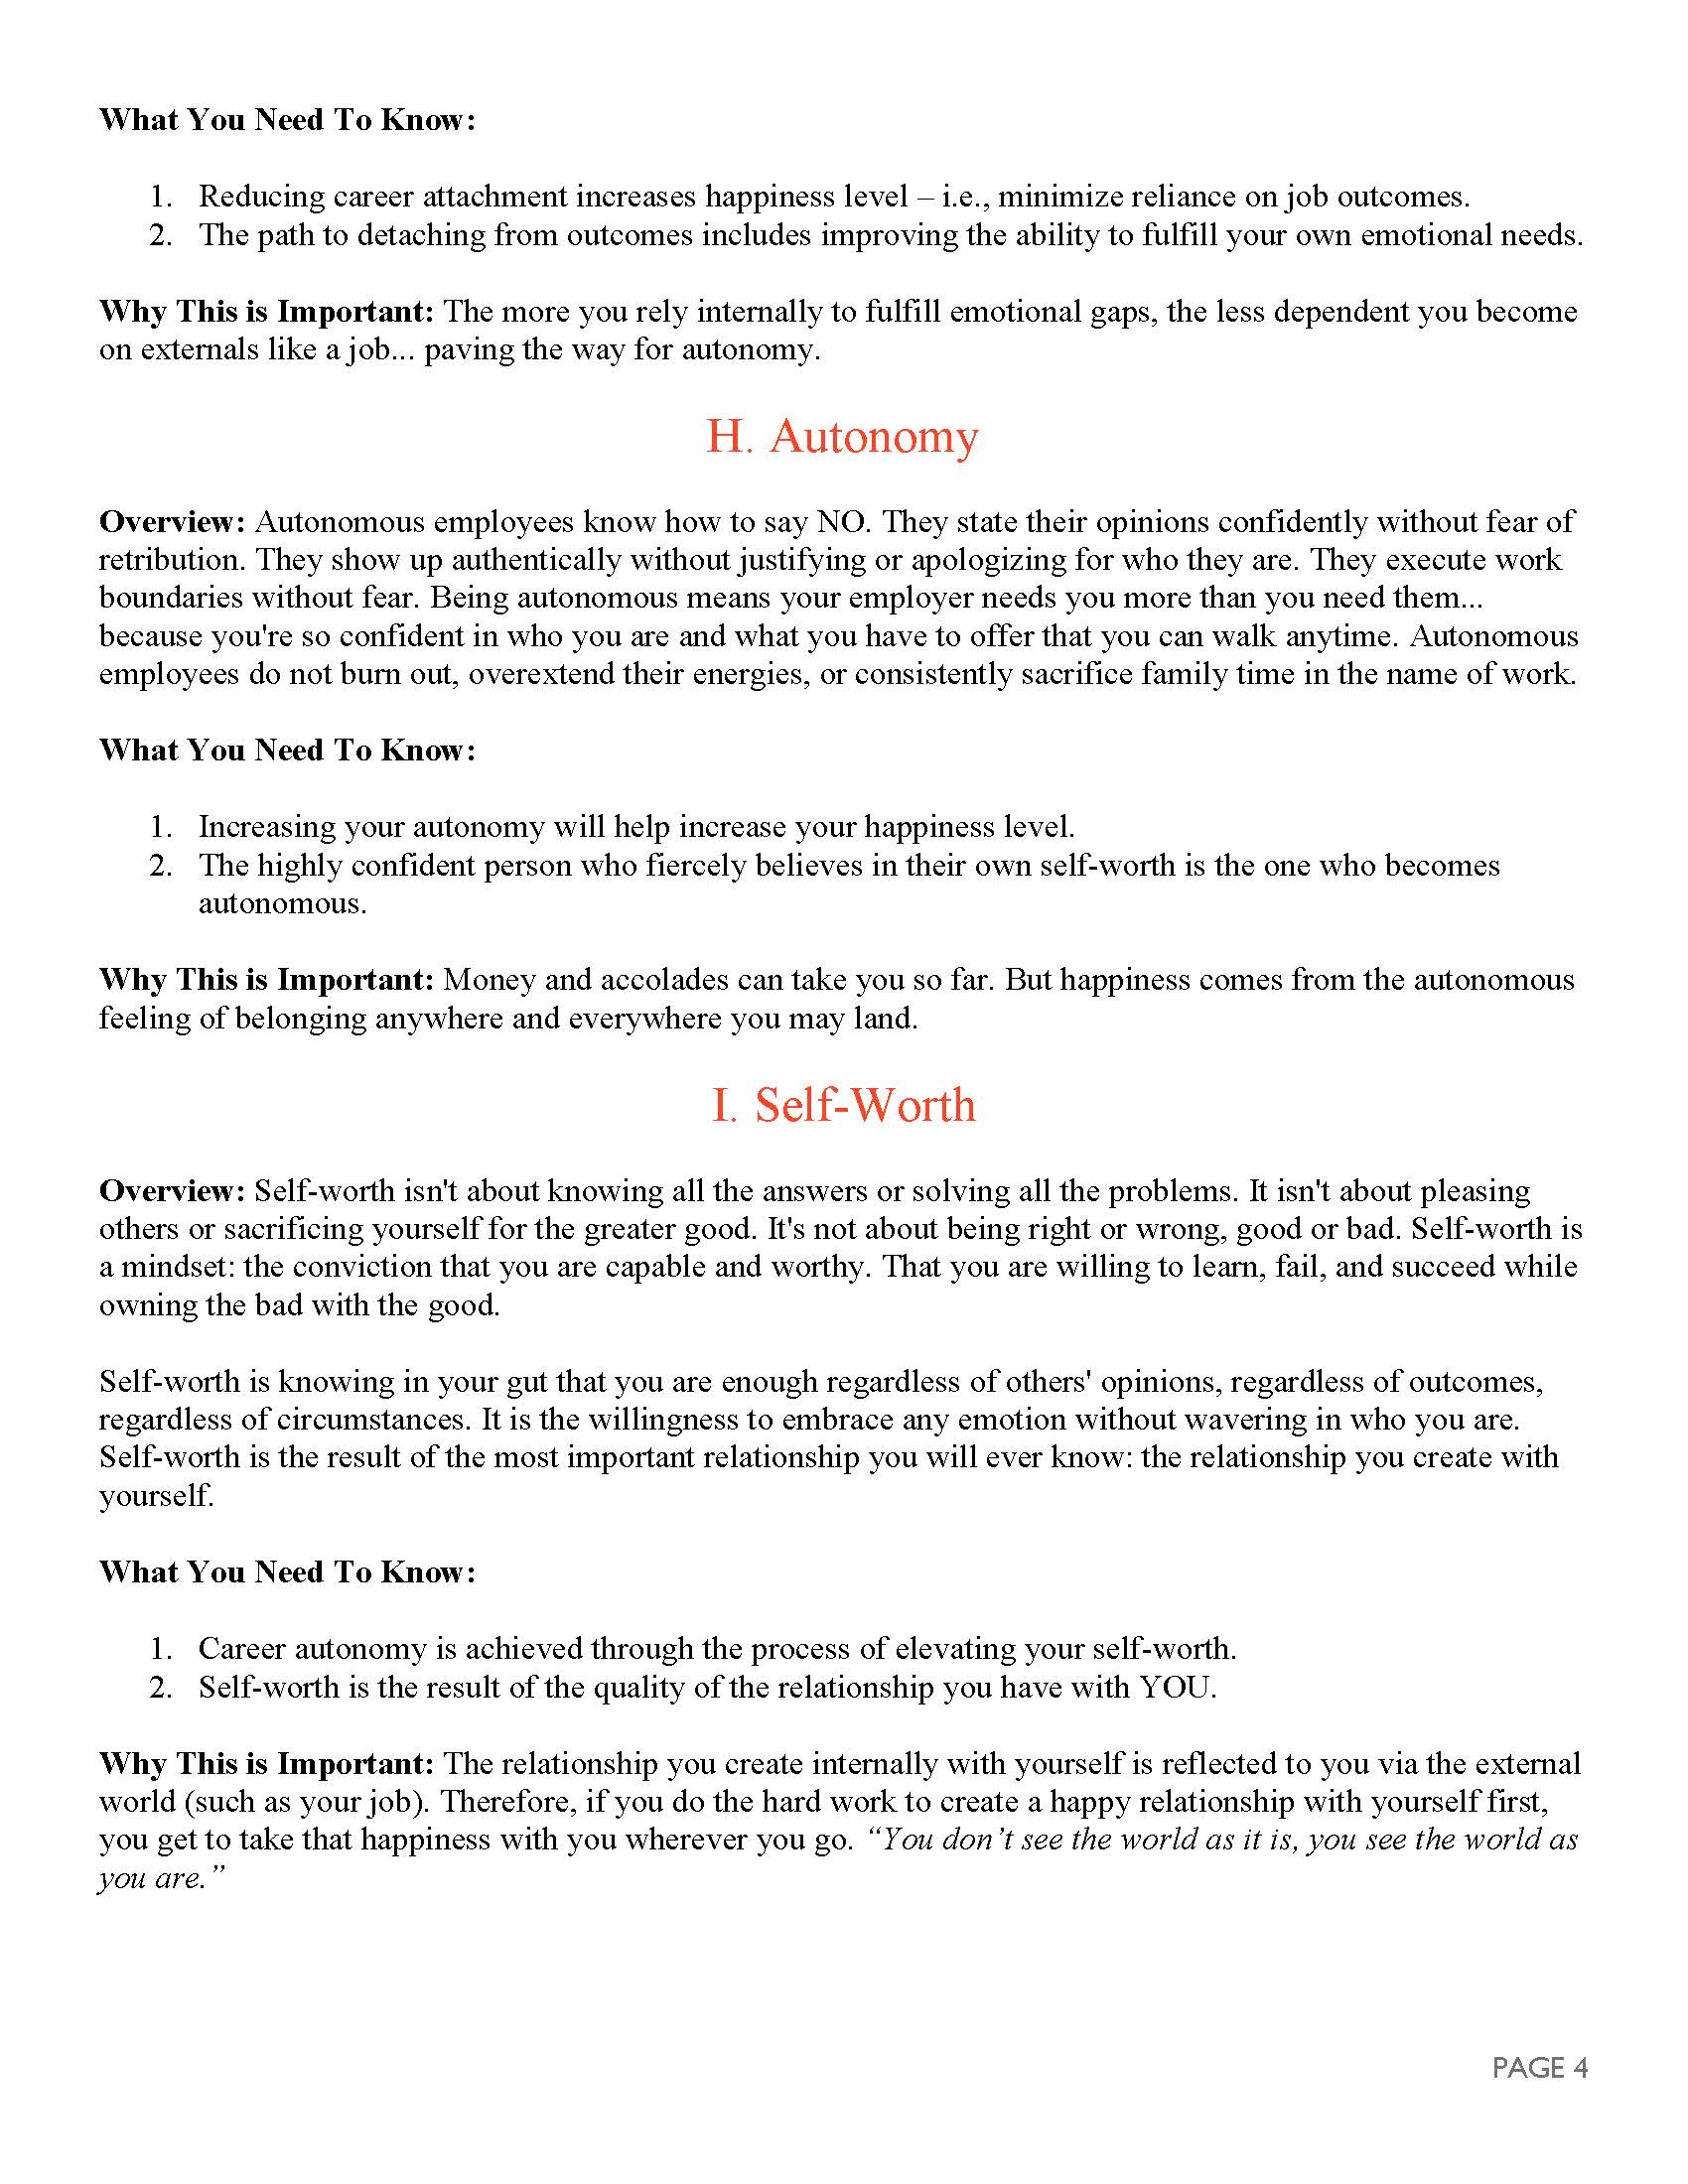 What You Need To Know:
1. Reducing career attachment increases happiness level – i.e., minimize reliance on job outcomes.
2. The path to detaching from outcomes includes improving the ability to fulfill your own emotional needs.
Why This is Important: The more you rely internally to fulfill emotional gaps, the less dependent you become
on externals like a job... paving the way for autonomy.
H. Autonomy
Overview: Autonomous employees know how to say NO. They state their opinions confidently without fear of
retribution. They show up authentically without justifying or apologizing for who they are. They execute work
boundaries without fear. Being autonomous means your employer needs you more than you need them...
because you're so confident in who you are and what you have to offer that you can walk anytime. Autonomous
employees do not burn out, overextend their energies, or consistently sacrifice family time in the name of work.
What You Need To Know:
1. Increasing your autonomy will help increase your happiness level.
2. The highly confident person who fiercely believes in their own self-worth is the one who becomes
autonomous.
Why This is Important: Money and accolades can take you so far. But happiness comes from the autonomous
feeling of belonging anywhere and everywhere you may land.
I. Self-Worth
Overview: Self-worth isn't about knowing all the answers or solving all the problems. It isn't about pleasing
others or sacrificing yourself for the greater good. It's not about being right or wrong, good or bad. Self-worth is
a mindset: the conviction that you are capable and worthy. That you are willing to learn, fail, and succeed while
owning the bad with the good.
Self-worth is knowing in your gut that you are enough regardless of others' opinions, regardless of outcomes,
regardless of circumstances. It is the willingness to embrace any emotion without wavering in who you are.
Self-worth is the result of the most important relationship you will ever know: the relationship you create with
yourself.
What You Need To Know:
1. Career autonomy is achieved through the process of elevating your self-worth.
2. Self-worth is the result of the quality of the relationship you have with YOU.
Why This is Important: The relationship you create internally with yourself is reflected to you via the external
world (such as your job). Therefore, if you do the hard work to create a happy relationship with yourself first,
you get to take that happiness with you wherever you go. “You don’t see the world as it is, you see the world as
you are.”
PAGE 4